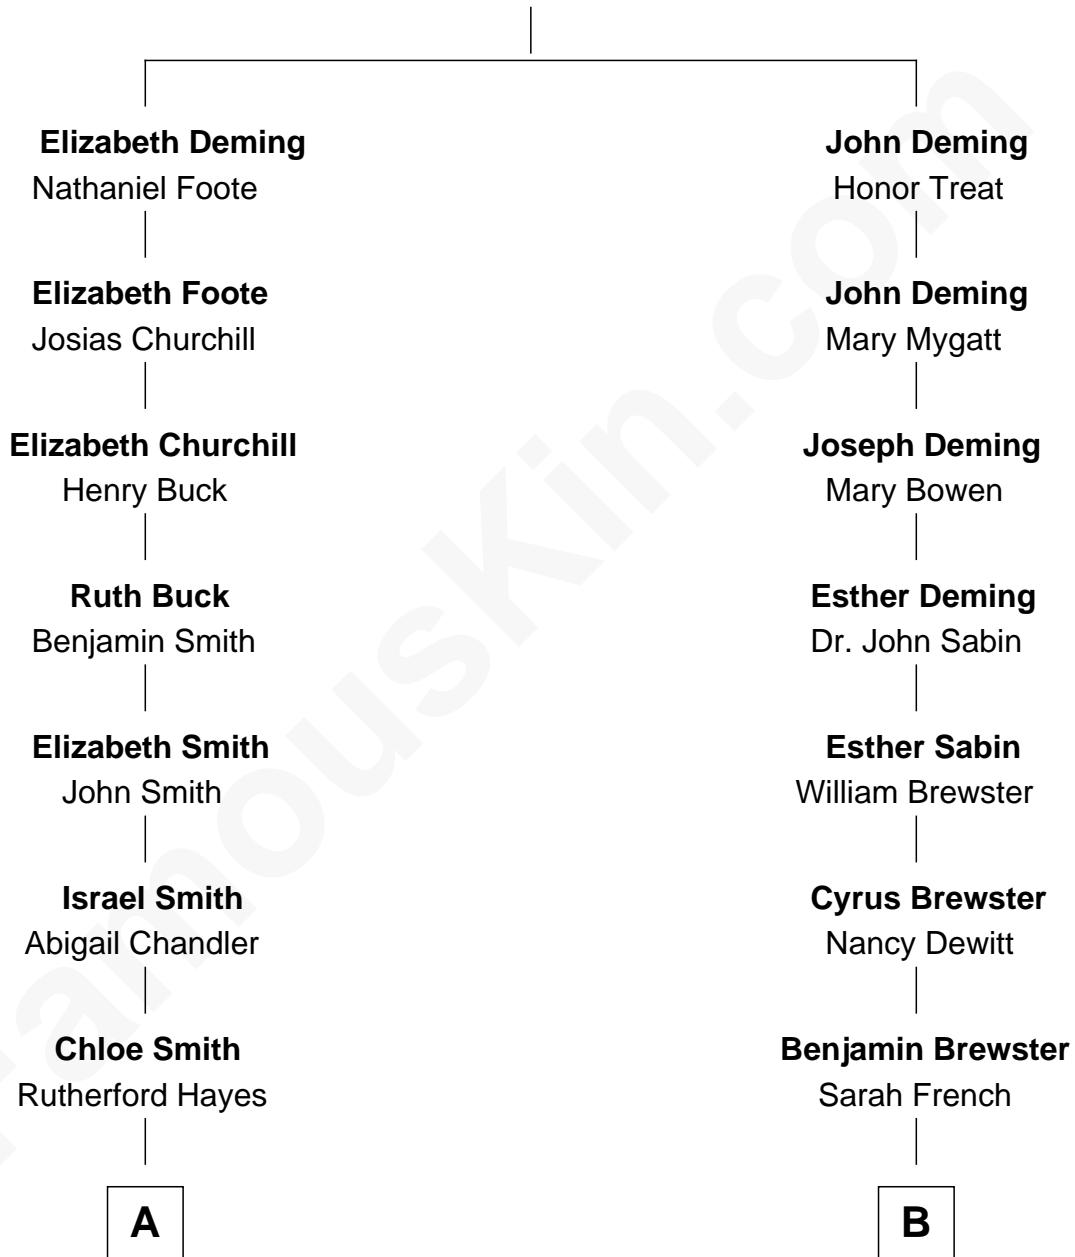 Elizabeth Deming
Nathaniel Foote
Elizabeth Foote
Josias Churchill
Elizabeth Churchill
Henry Buck
Ruth Buck
Benjamin Smith
Elizabeth Smith
John Smith
Israel Smith
Abigail Chandler
Chloe Smith
Rutherford Hayes
A
John Deming
Honor Treat
John Deming
Mary Mygatt
Joseph Deming
Mary Bowen
Esther Deming
Dr. John Sabin
Esther Sabin
William Brewster
Cyrus Brewster
Nancy Dewitt
Benjamin Brewster
Sarah French
B
FamousKin.com